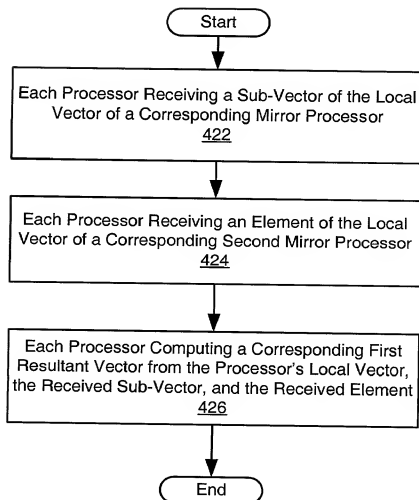 Start
Each Processor Receiving a Sub-Vector of the Local
Vector of a Corresponding Mirror Processor
422
Each Processor Receiving an Element of the Local
Vector of a Corresponding Second Mirror Processor
424
Each Processor Computing a Corresponding First
Resultant Vector from the Processor's Local Vector,
the Received Sub-Vector, and the Received Element
426
End